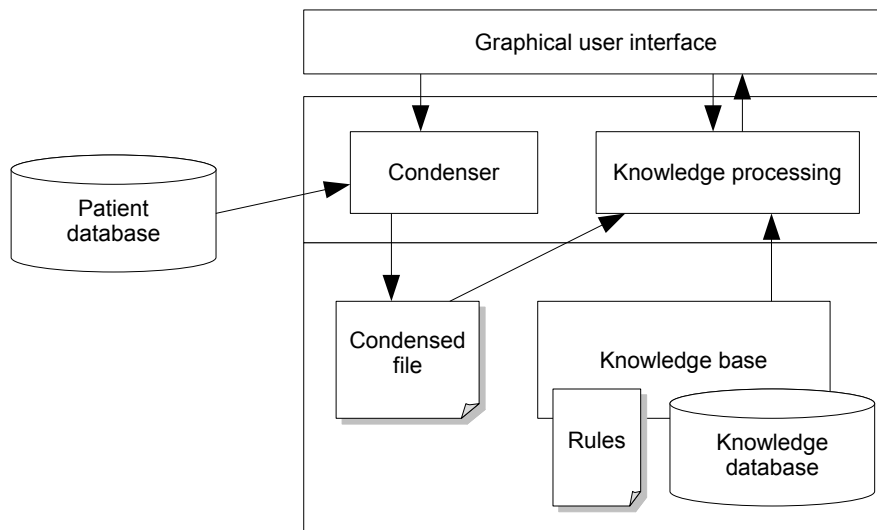 Graphical user interface
Condenser
Knowledge processing
Patient
database
Condensed
file
Knowledge base
Rules
Knowledge
database